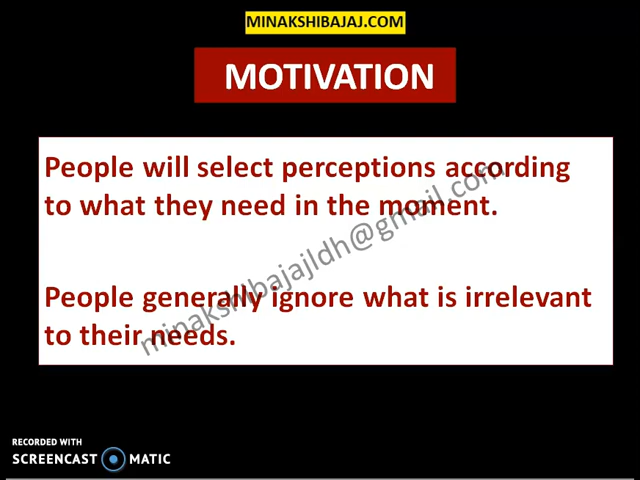 MINAKSHIBAJAJ.COM
MOTIVATION
People will select perceptions according
to what they need in the moment.
People generally ignore what is irrelevant
to their needs.
minakshibajajldh@gmail.com
RECORDED WITH
SCREENCAST MATIC